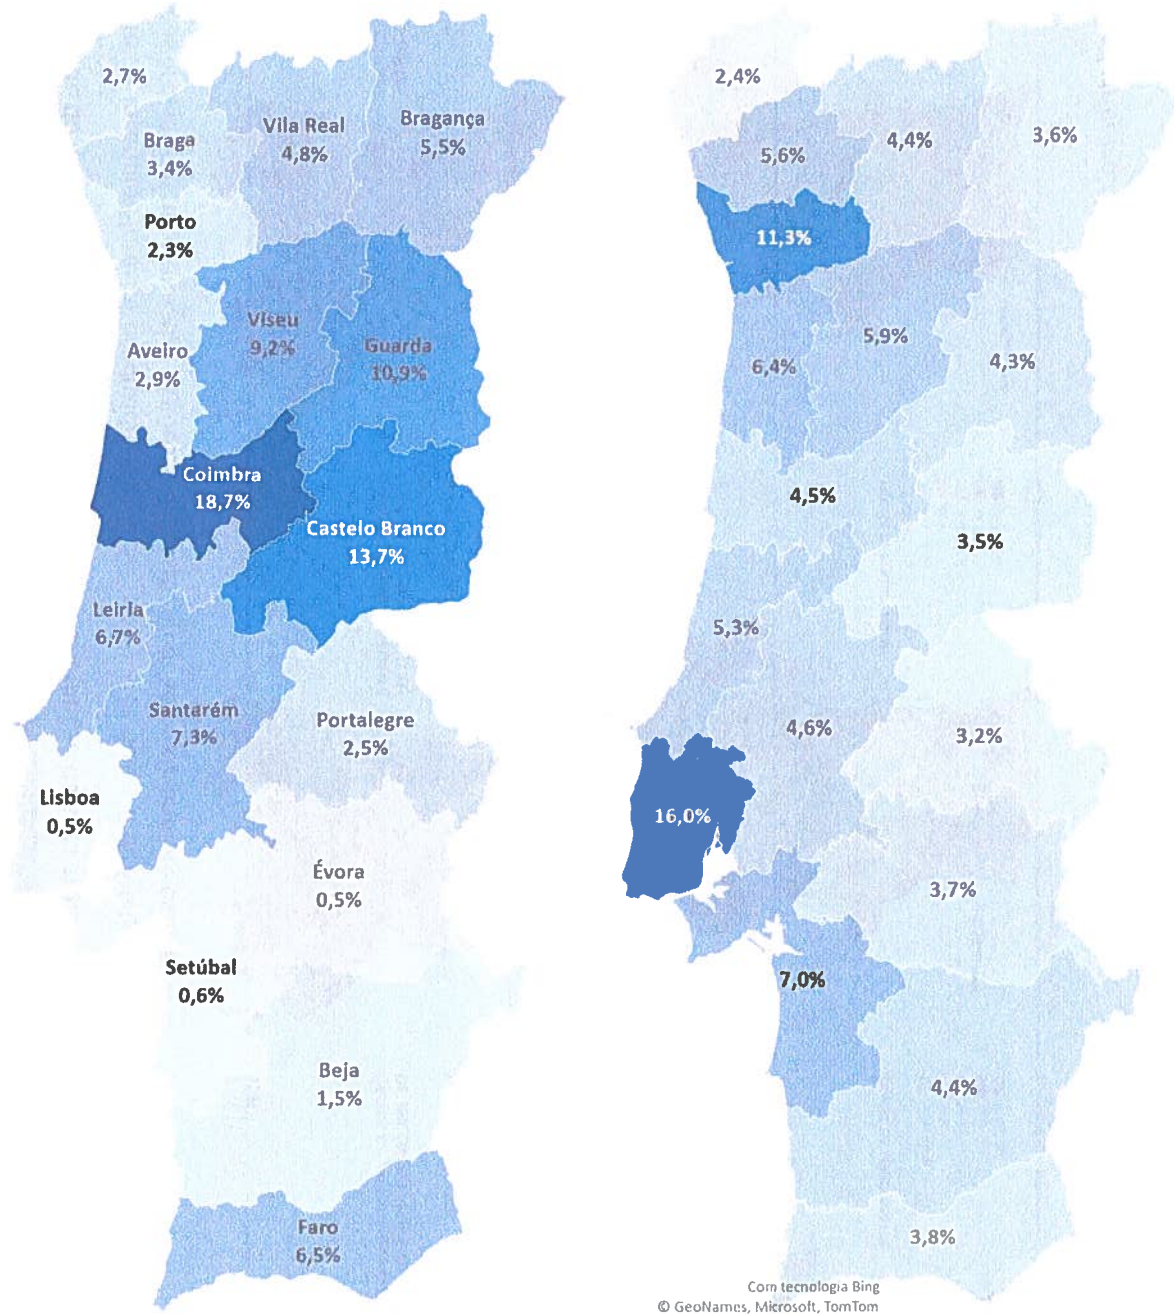 2,7%
Braga
3,4%
Vila Real
4,8%
Bragança
5,5%
Porto
2,3%
Aveiro
2,9%
Viseu
9,2%
Guarda
10,9%
Coimbra
18,7%
Castelo Branco
13,7%
Leiria
6,7%
Santarém
7,3%
Portalegre
2,5%
Lisboa
0,5%
Évora
0,5%
Setúbal
0,6%
Beja
1,5%
Faro
6,5%
2,4%
5,6%
4,4%
3,6%
11,3%
6,4%
5,9%
4,3%
4,5%
3,5%
5,3%
4,6%
3,2%
16,0%
3,7%
7,0%
4,4%
3,8%
Com tecnologia Bing
© GeoNames, Microsoft, TomTom